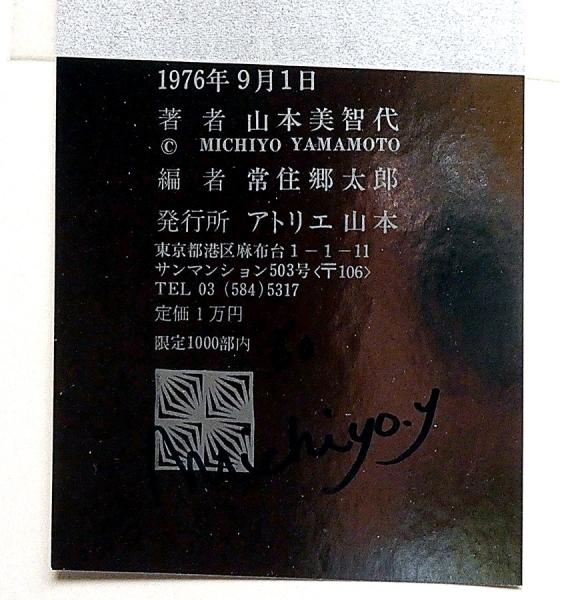 1976年9月1日
著者 山本美智代
© MICHIYO YAMAMOTO
編者 常住郷太郎
発行所 アトリエ山本
東京都港区麻布台1-1-11
サンマンション503号〈〒106〉
TEL 03 (584)5317
定価1万円
限定1000部内
Michiyo.y